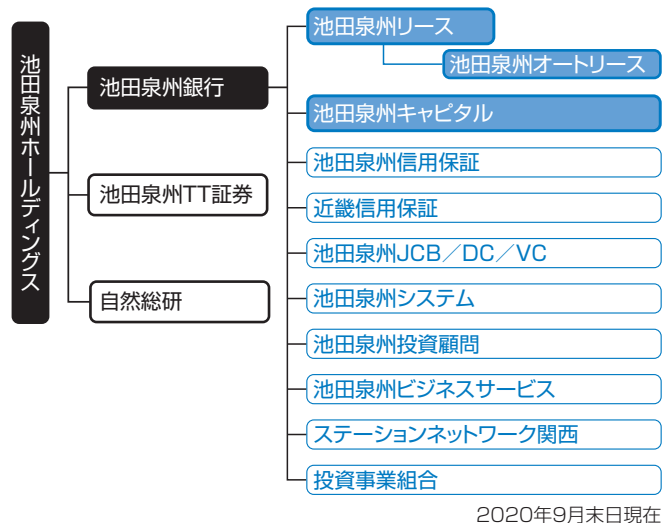 池田泉州ホールディングス
池田泉州銀行
池田泉州TT証券
自然総研
池田泉州リース
池田泉州オートリース
池田泉州キャピタル
池田泉州信用保証
近畿信用保証
池田泉州JCB／DC／VC
池田泉州システム
池田泉州投資顧問
池田泉州ビジネスサービス
ステーションネットワーク関西
投資事業組合
2020年9月末日現在